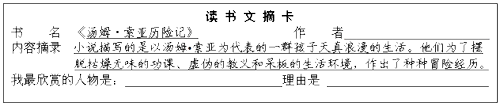 读书文摘卡
书 名 《汤姆·索亚历险记》 作 者
内容摘录 小说描写的是以汤姆·索亚为代表的一群孩子天真浪漫的生活。他们为了摆
脱枯燥无味的功课、虚伪的教义和呆板的生活环境，作出了种种冒险经历。
我最欣赏的人物是： 理由是